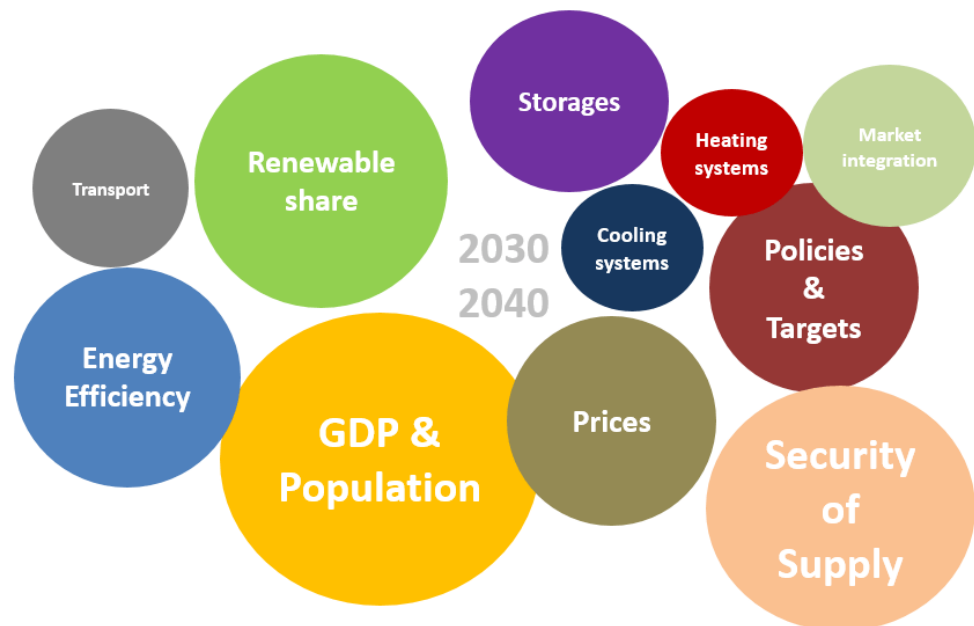 Storages
Heating
systems
Market
integration
Transport
Renewable
share
2030
2040
Cooling
systems
Policies
&
Targets
Energy
Efficiency
GDP &
Population
Prices
Security
of
Supply